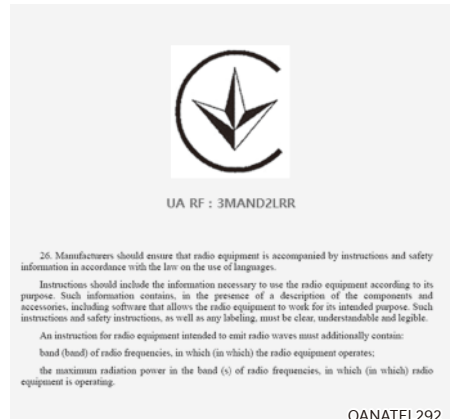 UA RF : 3MAND2LRR
26. Manufacturers should ensure that radio equipment is accompanied by instructions and safety
information in accordance with the law on the use of languages.
Instructions should include the information necessary to use the radio equipment according to its
purpose. Such information contains, in the presence of a description of the components and
accessories, including software that allows the radio equipment to work for its intended purpose. Such
instructions and safety instructions, as well as any labeling, must be clear, understandable and legible.
An instruction for radio equipment intended to emit radio waves must additionally contain:
band (band) of radio frequencies, in which (in which) the radio equipment operates;
the maximum radiation power in the band (s) of radio frequencies, in which (in which) radio
equipment is operating.
OANATEL292